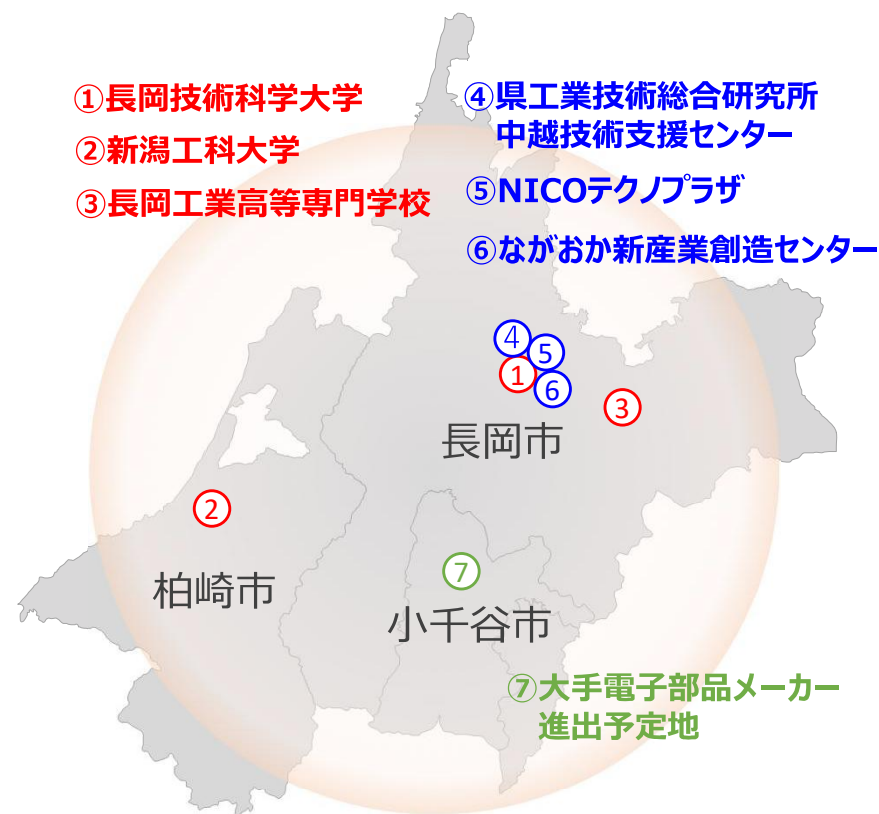 ①長岡技術科学大学
②新潟工科大学
③長岡工業高等専門学校
④県工業技術総合研究所
中越技術支援センター
⑤NICOテクノプラザ
⑥ながおか新産業創造センター
④
⑤
①
⑥
③
長岡市
②
柏崎市
⑦
小千谷市
⑦大手電子部品メーカー
進出予定地